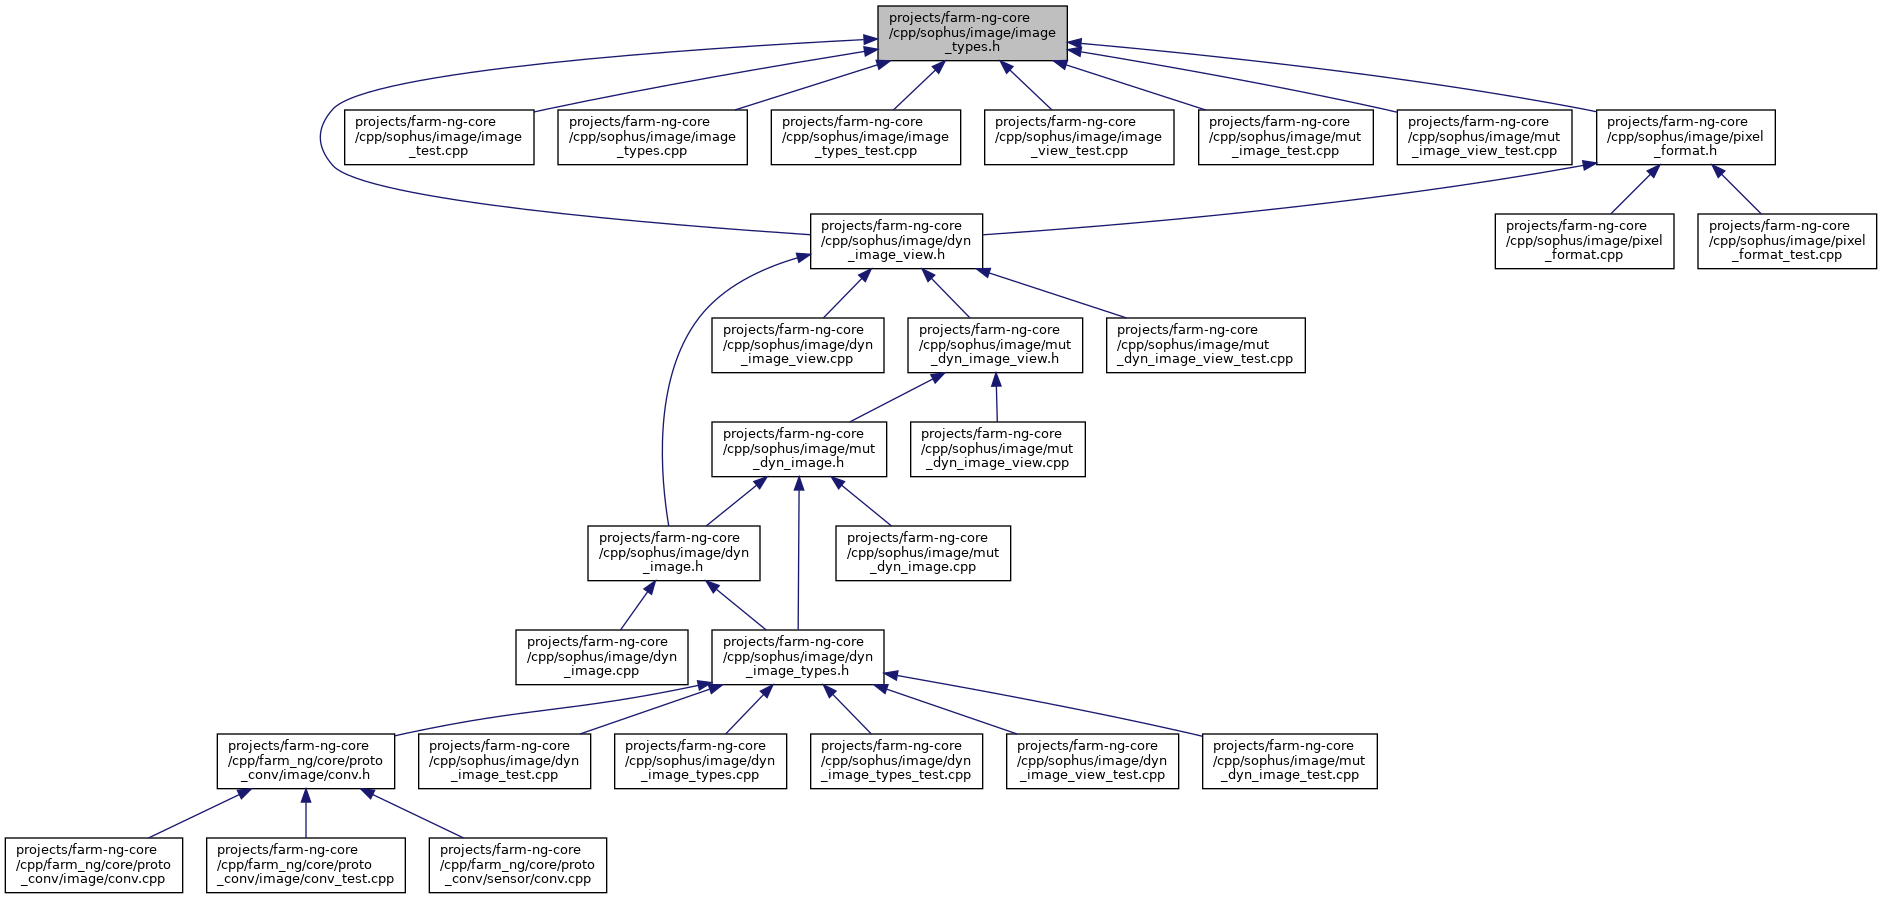 projects/farm-ng-core
/cpp/sophus/image/image
_types.h
projects/farm-ng-core
/cpp/sophus/image/image
_test.cpp
projects/farm-ng-core
/cpp/sophus/image/image
_types.cpp
projects/farm-ng-core
/cpp/sophus/image/image
_types_test.cpp
projects/farm-ng-core
/cpp/sophus/image/image
_view_test.cpp
projects/farm-ng-core
/cpp/sophus/image/mut
_image_test.cpp
projects/farm-ng-core
/cpp/sophus/image/mut
_image_view_test.cpp
projects/farm-ng-core
/cpp/sophus/image/pixel
_format.h
projects/farm-ng-core
/cpp/sophus/image/dyn
_image_view.h
projects/farm-ng-core
/cpp/sophus/image/pixel
_format.cpp
projects/farm-ng-core
/cpp/sophus/image/pixel
_format_test.cpp
projects/farm-ng-core
/cpp/sophus/image/dyn
_image_view.cpp
projects/farm-ng-core
/cpp/sophus/image/mut
_dyn_image_view.h
projects/farm-ng-core
/cpp/sophus/image/mut
_dyn_image_view_test.cpp
projects/farm-ng-core
/cpp/sophus/image/mut
_dyn_image.h
projects/farm-ng-core
/cpp/sophus/image/mut
_dyn_image_view.cpp
projects/farm-ng-core
/cpp/sophus/image/dyn
_image.h
projects/farm-ng-core
/cpp/sophus/image/mut
_dyn_image.cpp
projects/farm-ng-core
/cpp/sophus/image/dyn
_image.cpp
projects/farm-ng-core
/cpp/sophus/image/dyn
_image_types.h
projects/farm-ng-core
/cpp/farm_ng/core/proto
_conv/image/conv.h
projects/farm-ng-core
/cpp/sophus/image/dyn
_image_test.cpp
projects/farm-ng-core
/cpp/sophus/image/dyn
_image_types.cpp
projects/farm-ng-core
/cpp/sophus/image/dyn
_image_types_test.cpp
projects/farm-ng-core
/cpp/sophus/image/dyn
_image_view_test.cpp
projects/farm-ng-core
/cpp/sophus/image/mut
_dyn_image_test.cpp
projects/farm-ng-core
/cpp/farm_ng/core/proto
_conv/image/conv.cpp
projects/farm-ng-core
/cpp/farm_ng/core/proto
_conv/image/conv_test.cpp
projects/farm-ng-core
/cpp/farm_ng/core/proto
_conv/sensor/conv.cpp